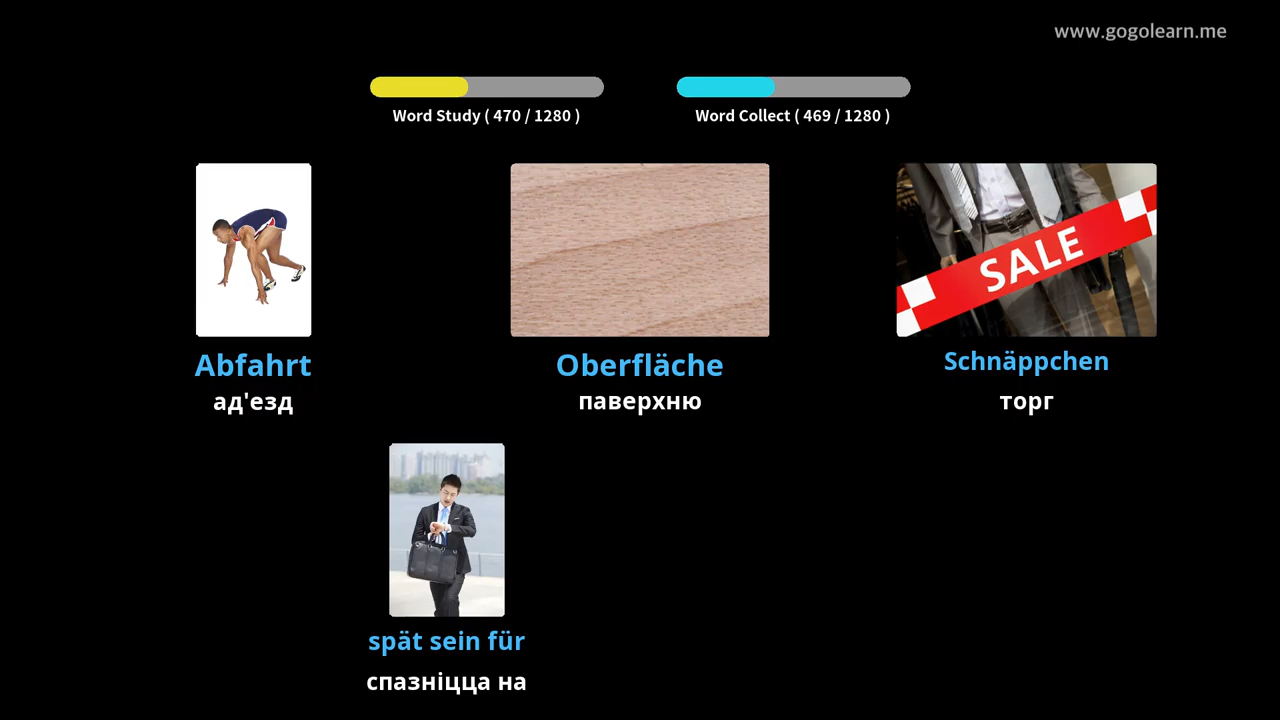 www.gogolearn.me
Word Study ( 470 / 1280 )
Word Collect ( 469 / 1280 )
SALE
Abfahrt
Oberfläche
Schnäppchen
ад'езд
паверхню
торг
spät sein für
спазніцца на